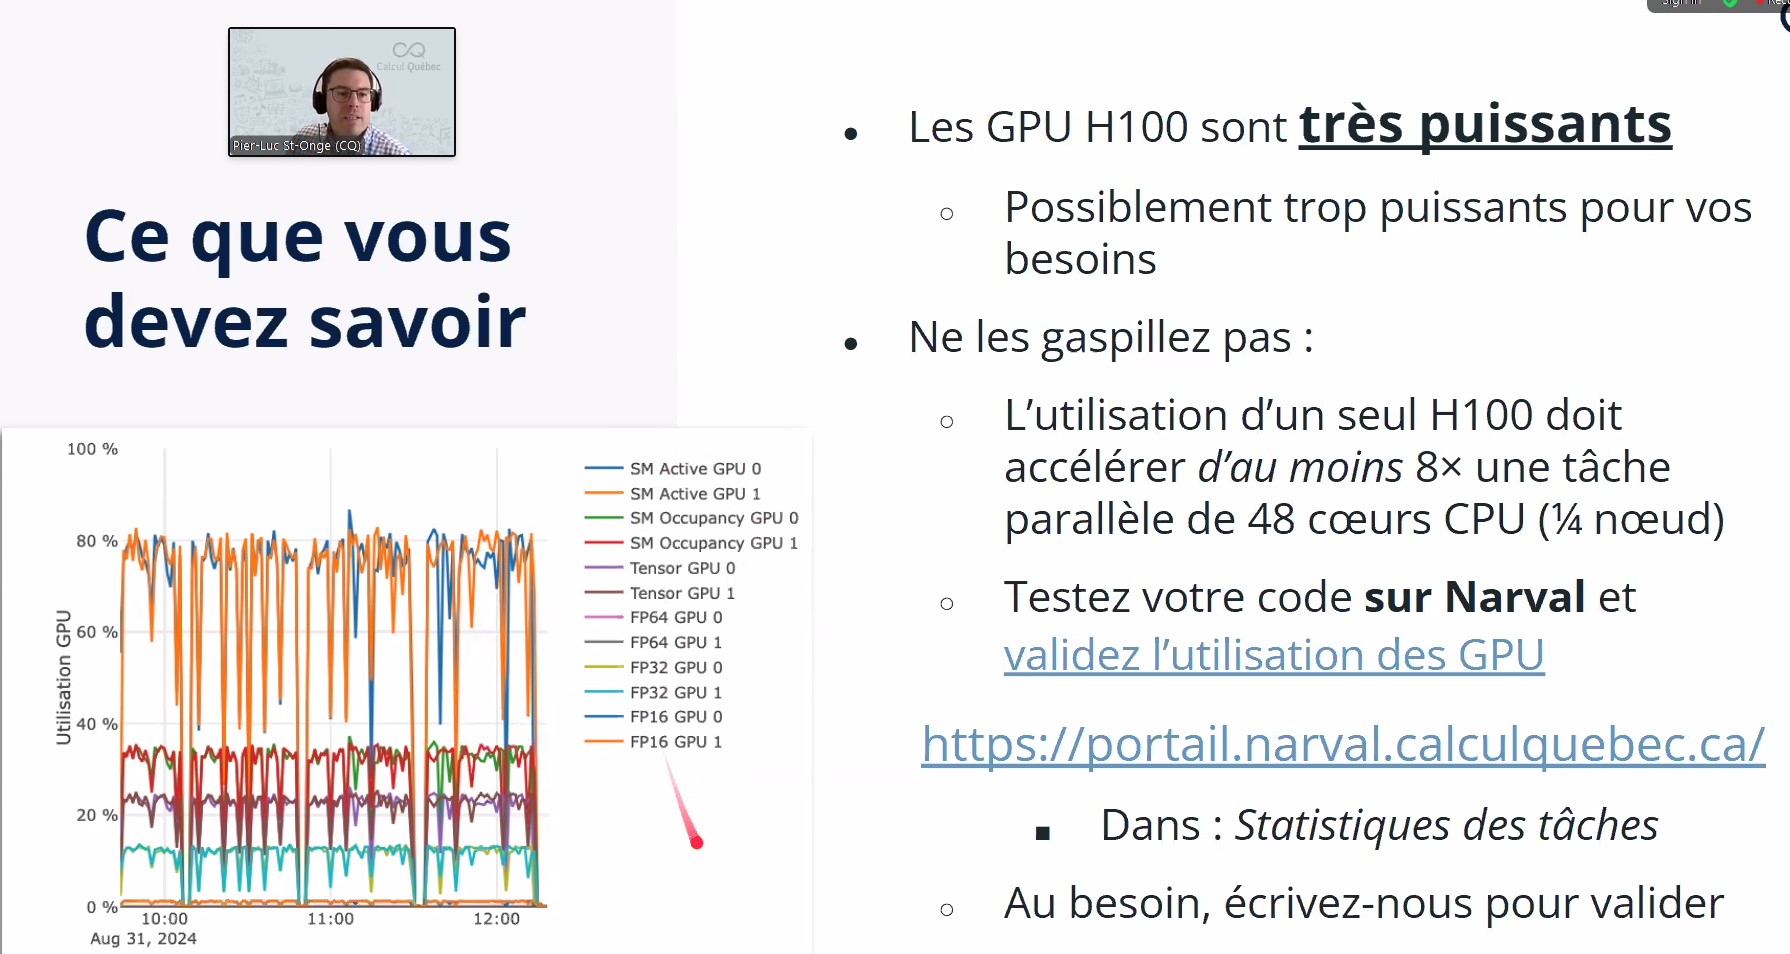 Sign in
CQ
Calcul Québec
Pier-Luc St-Onge (CQ)
Ce que vous
devez savoir
Les GPU H100 sont très puissants
Possiblement trop puissants pour vos
besoins
Ne les gaspillez pas :
L’utilisation d’un seul H100 doit
accélérer d’au moins 8× une tâche
parallèle de 48 cœurs CPU (¼ nœud)
Testez votre code sur Narval et
validez l’utilisation des GPU
https://portail.narval.calculquebec.ca/
Dans : Statistiques des tâches
Au besoin, écrivez-nous pour valider
Utilisation GPU
100 %
80 %
60 %
40 %
20 %
0 %
10:00
11:00
12:00
Aug 31, 2024
SM Active GPU 0
SM Active GPU 1
SM Occupancy GPU 0
SM Occupancy GPU 1
Tensor GPU 0
Tensor GPU 1
FP64 GPU 0
FP64 GPU 1
FP32 GPU 0
FP32 GPU 1
FP16 GPU 0
FP16 GPU 1